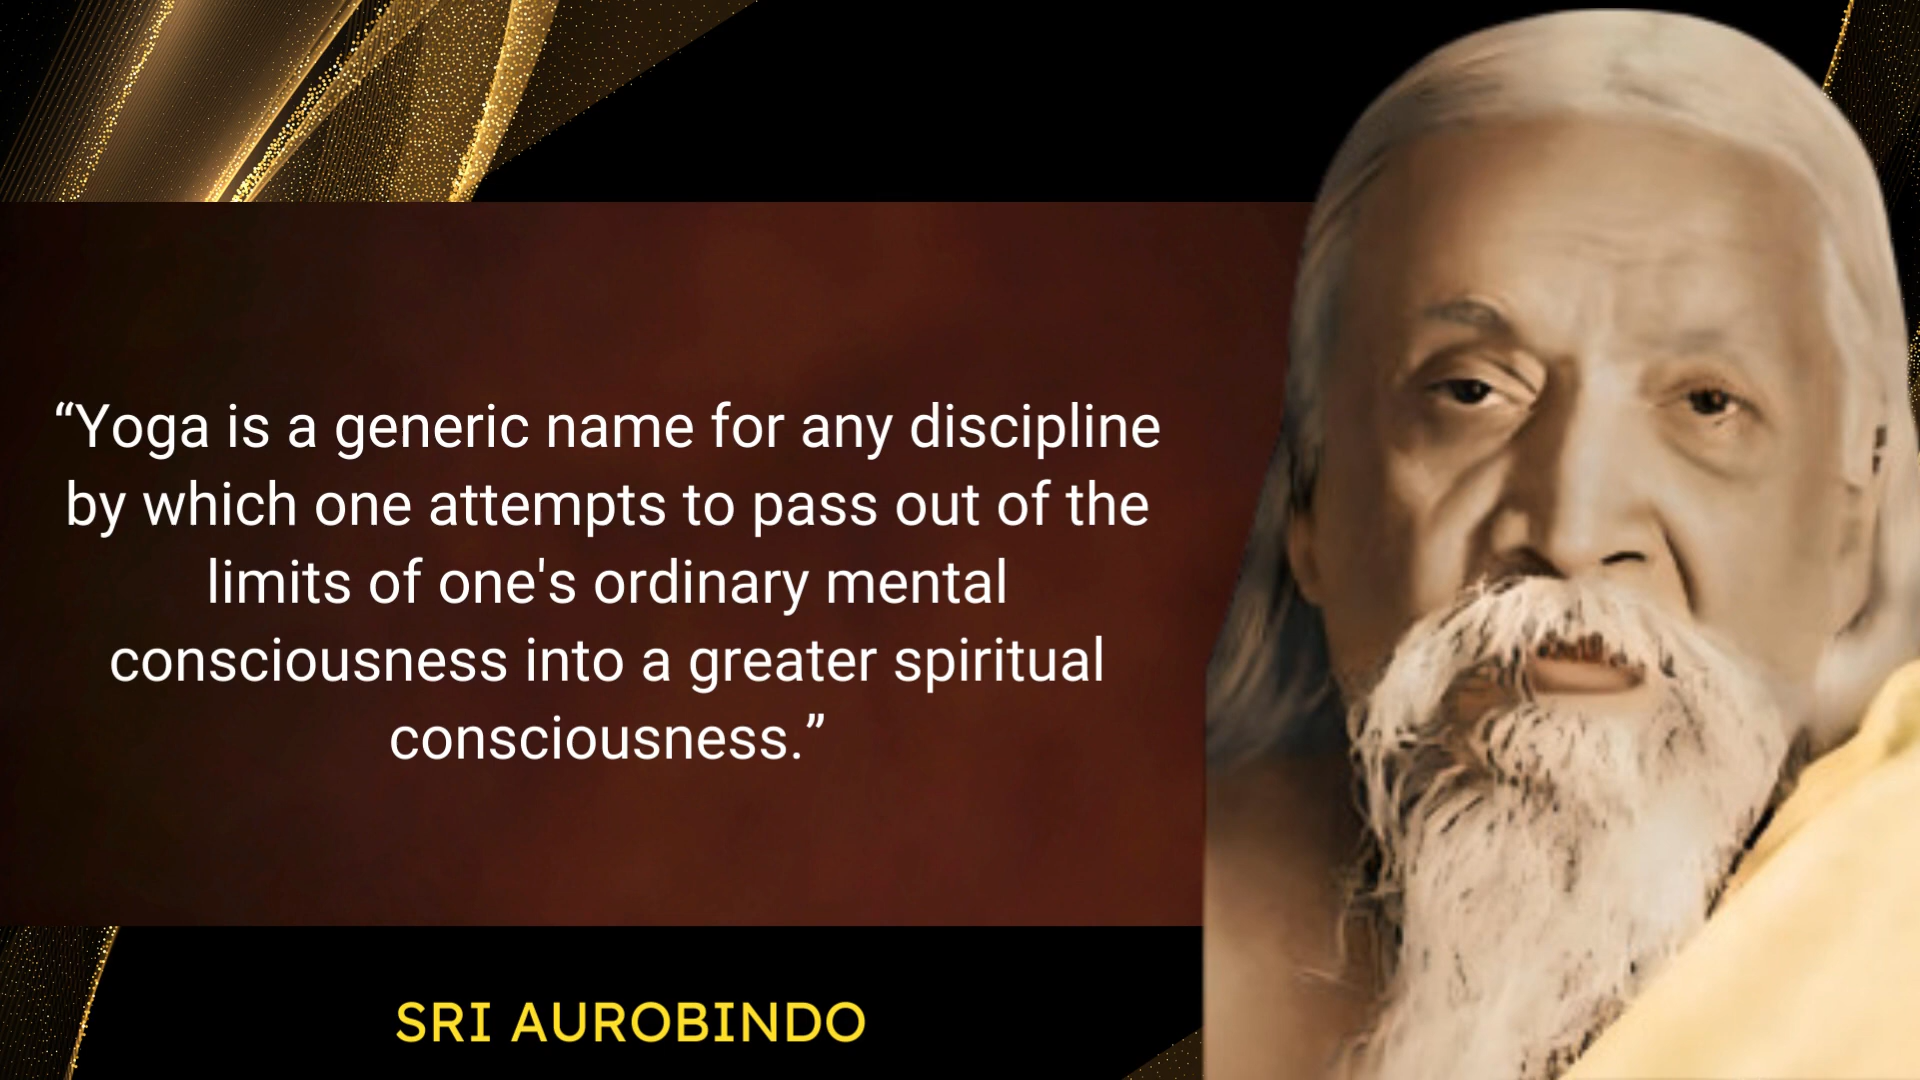 “Yoga is a generic name for any discipline
by which one attempts to pass out of the
limits of one's ordinary mental
consciousness into a greater spiritual
consciousness.”
SRI AUROBINDO